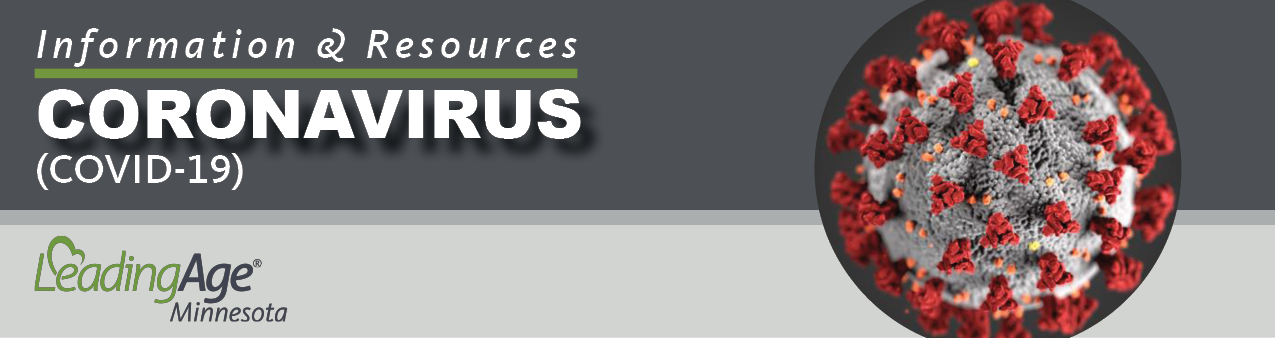 Information & Resources
CORONAVIRUS
(COVID-19)
LeadingAge®
Minnesota